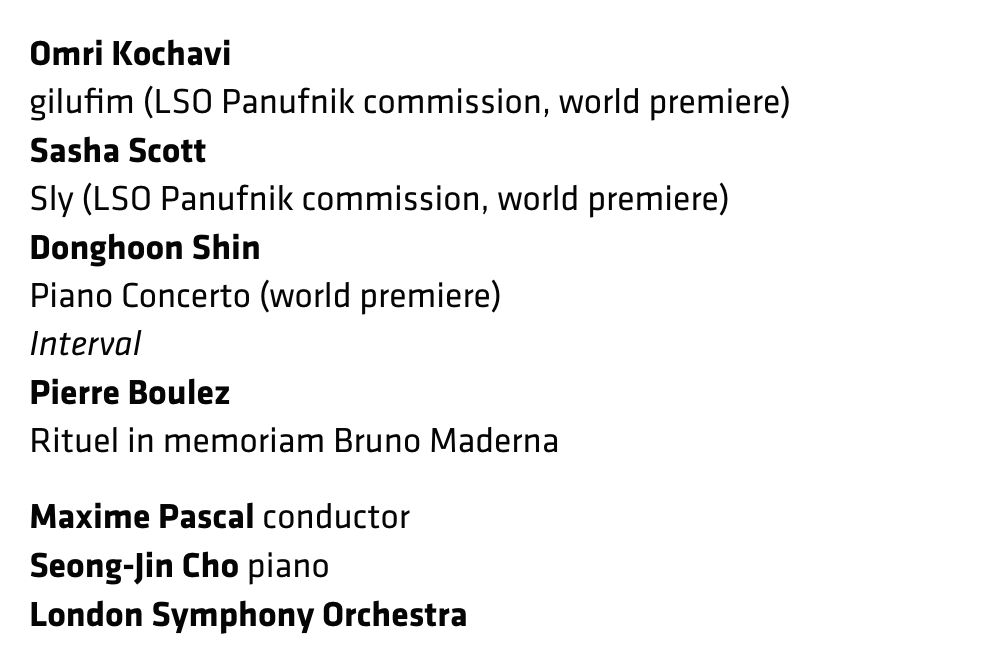 Omri Kochavi
gilufim (LSO Panufnik commission, world premiere)
Sasha Scott
Sly (LSO Panufnik commission, world premiere)
Donghoon Shin
Piano Concerto (world premiere)
Interval
Pierre Boulez
Rituel in memoriam Bruno Maderna
Maxime Pascal conductor
Seong-Jin Cho piano
London Symphony Orchestra